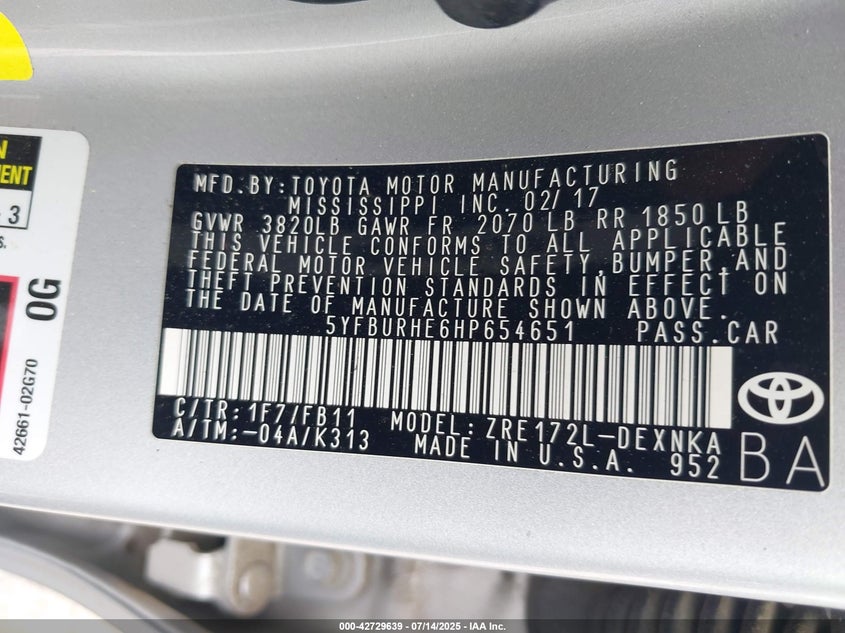 N
MENT
3
s.
0G
42661-02G70
MFD.BY:TOYOTA MOTOR MANUFACTURING
MISSISSIPPI INC. 02/17
GVWR 3820LB GAWR FR 2070 LB RR 1850 LB
THIS VEHICLE CONFORMS TO ALL APPLICABLE
FEDERAL MOTOR VEHICLE SAFETY,BUMPER,AND
THEFT PREVENTION STANDARDS IN EFFECT ON
THE DATE OF MANUFACTURE SHOWN ABOVE.
5YFBURHE6HP654651 PASS.CAR
C/TR:1F7/FB11 MODEL:ZRE172L-DEXNKA
A/TM:-04A/K313 MADE IN U.S.A. 952
BA
000-42729639 - 07/14/2025 - IAA Inc.